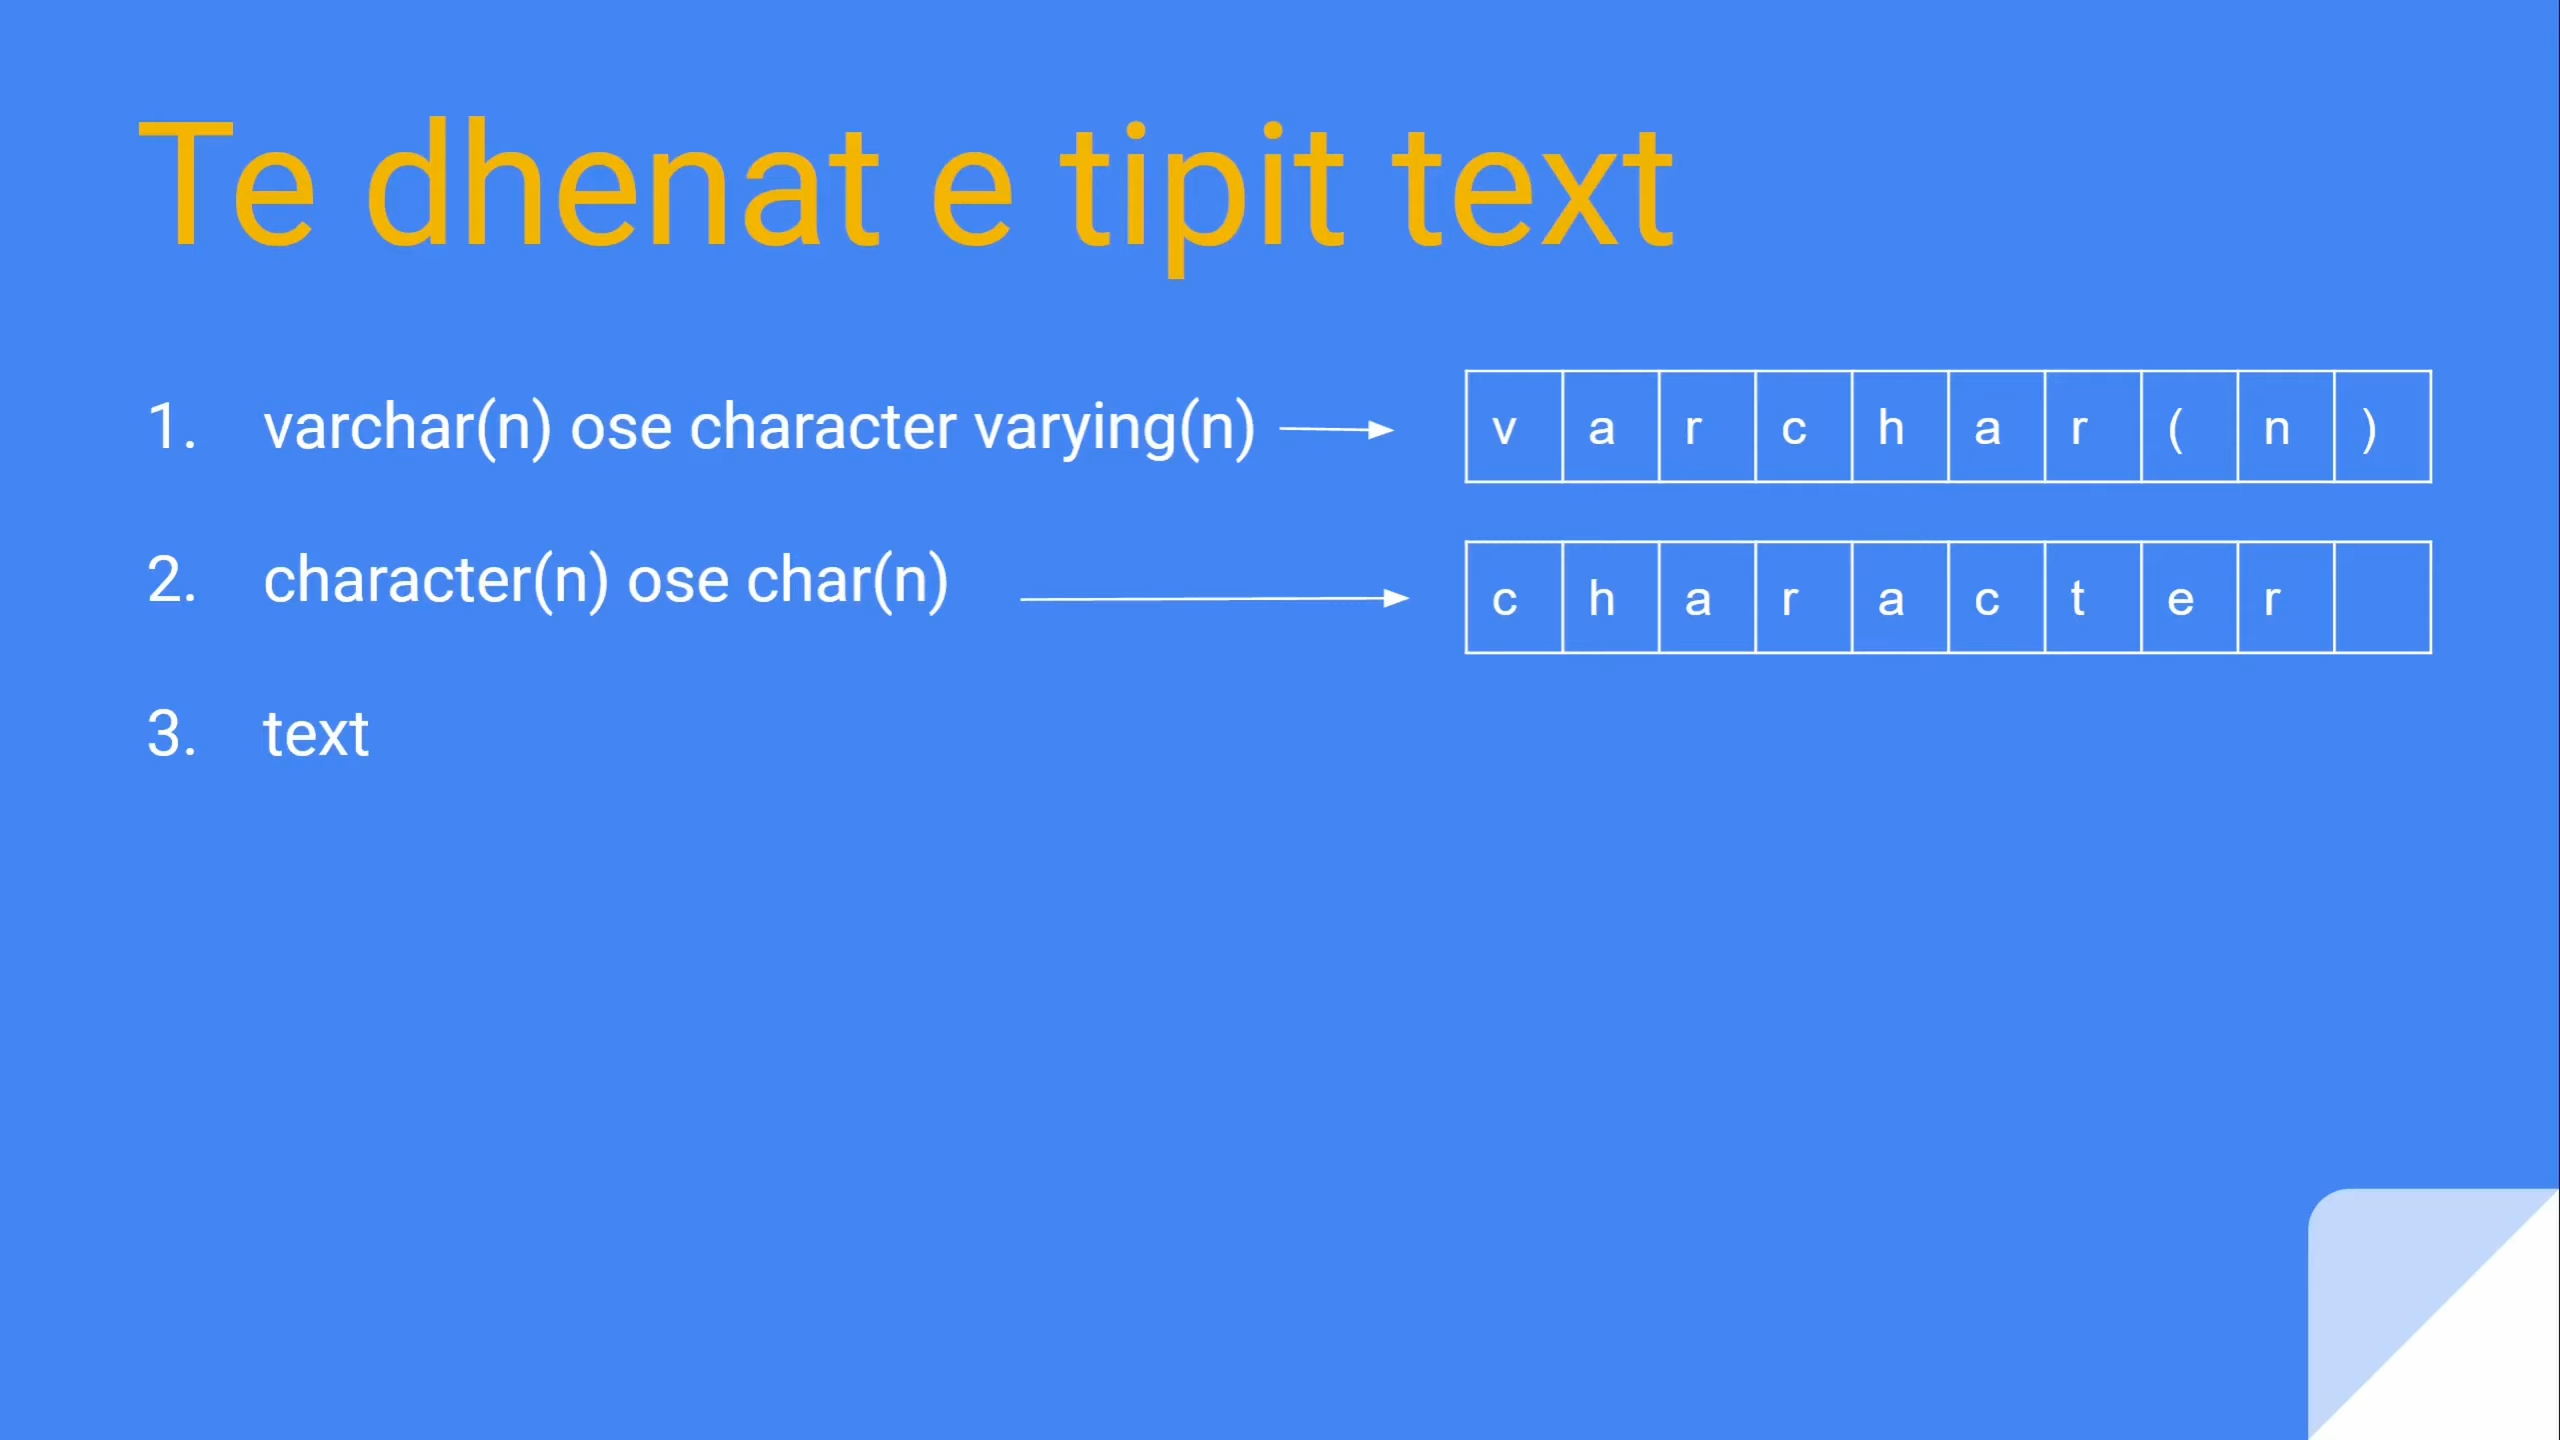 Te dhenat e tipit text
1. varchar(n) ose character varying(n)
v a r c h a r ( n )
2. character(n) ose char(n)
c h a r a c t e r
3. text